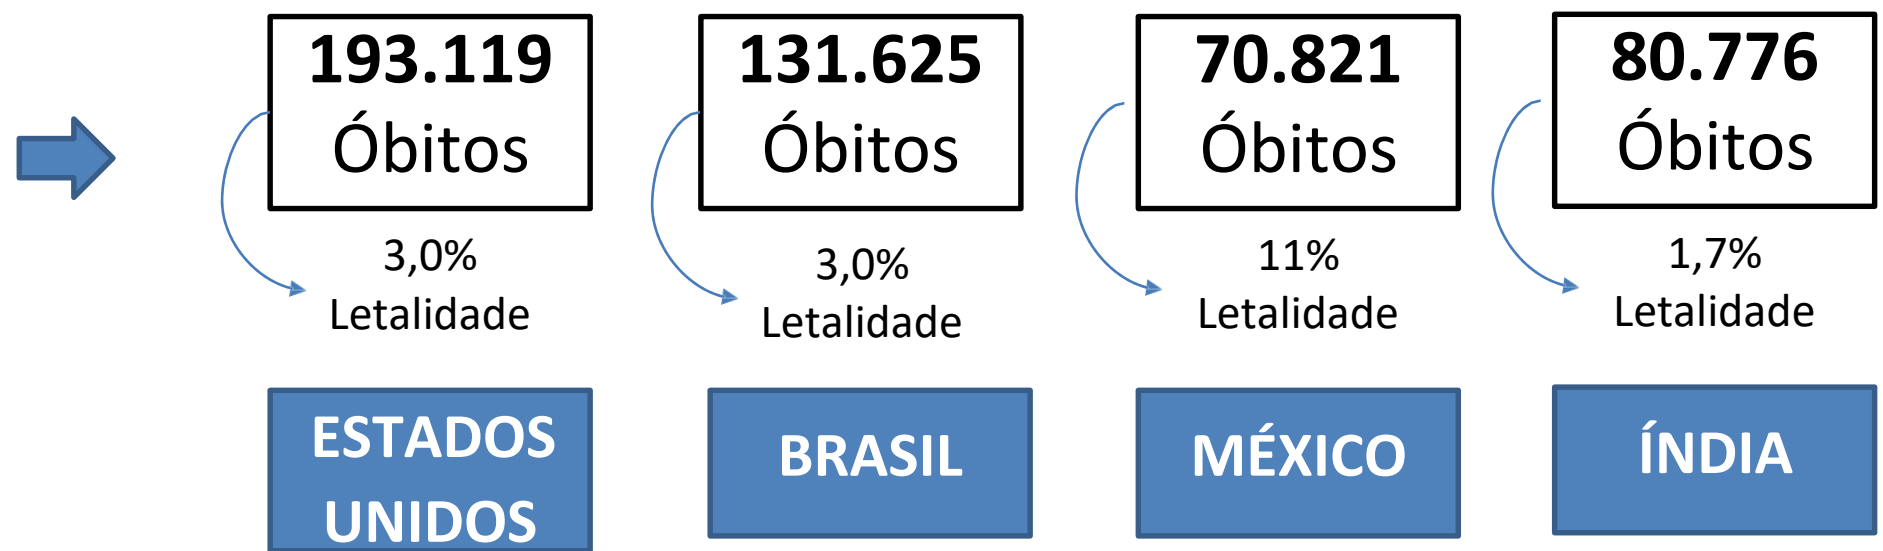 193.119
Óbitos
3,0%
Letalidade
ESTADOS
UNIDOS
131.625
Óbitos
3,0%
Letalidade
BRASIL
70.821
Óbitos
11%
Letalidade
MÉXICO
80.776
Óbitos
1,7%
Letalidade
ÍNDIA